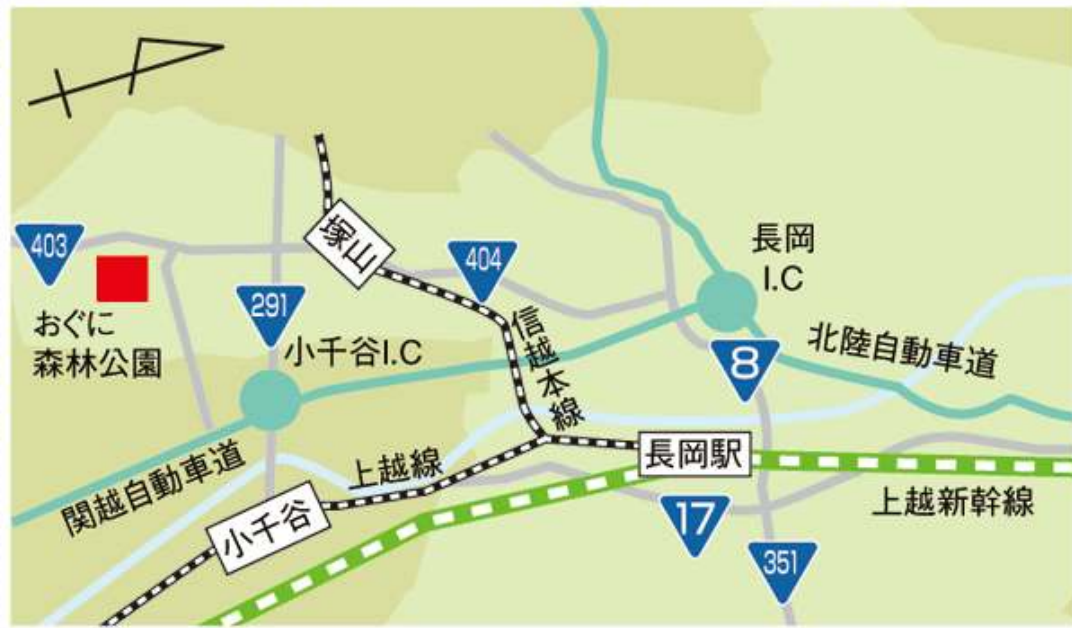 403
おぐに
森林公園
291
小千谷I.C
塚山
404
信越本線
長岡
I.C
8
北陸自動車道
関越自動車道
上越線
小千谷
長岡駅
17
351
上越新幹線